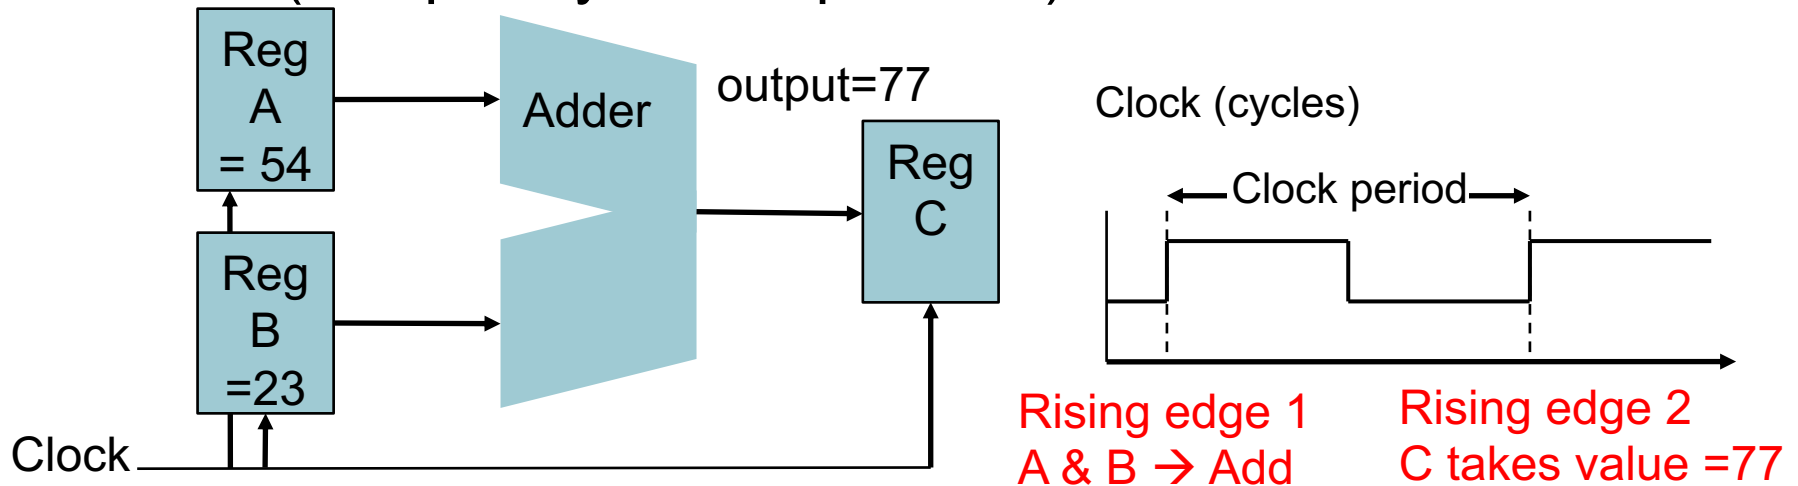 Reg
A
= 54
Adder
output=77
Reg
C
Reg
B
=23
Clock
Clock (cycles)
Clock period
Rising edge 1
A & B → Add
Rising edge 2
C takes value =77